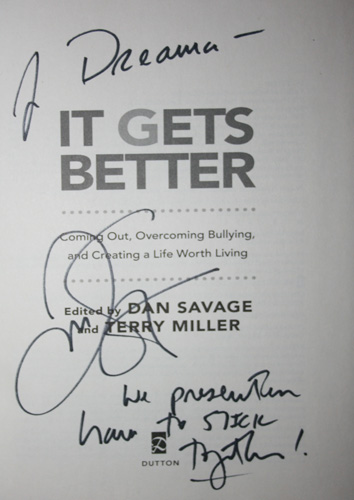 Dreama—
IT GETS
BETTER
Coming Out, Overcoming Bullying,
and Creating a Life Worth Living
Edited by DAN SAVAGE
and TERRY MILLER
We
have to STICK
Together!
D
DUTTON